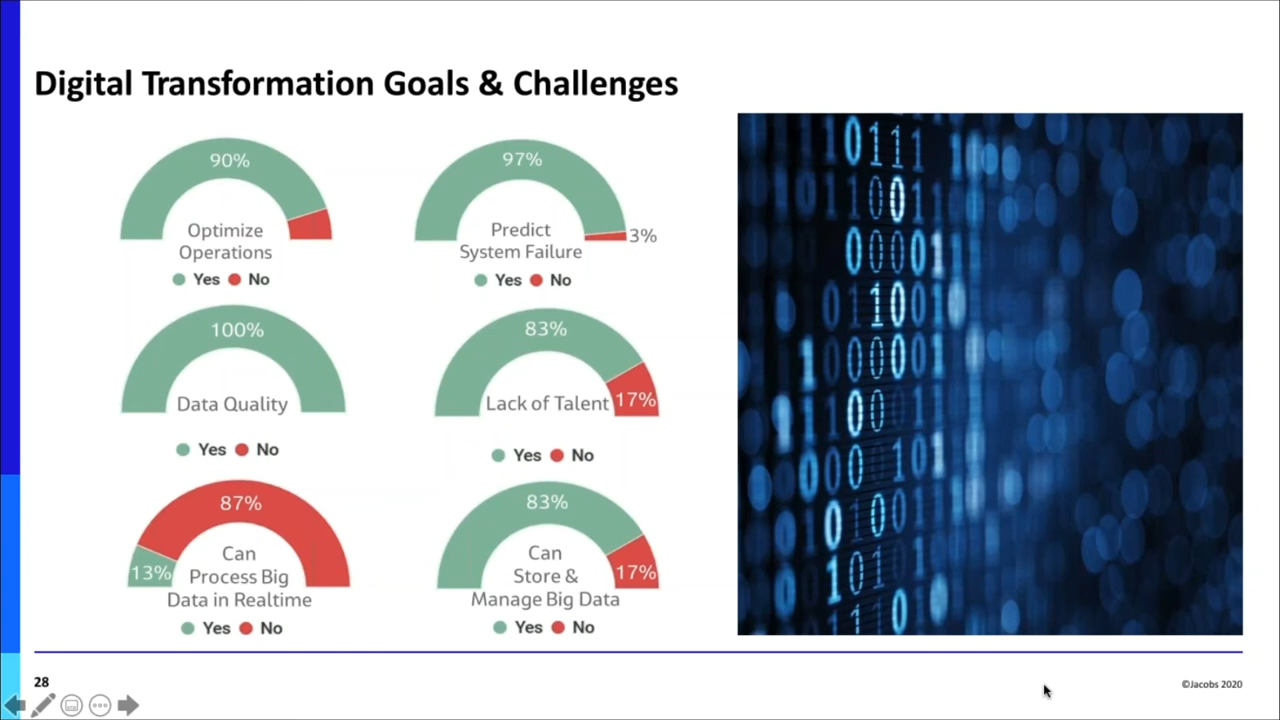 Digital Transformation Goals & Challenges
90%
Optimize
Operations
Yes No
97%
3%
Predict
System Failure
Yes No
100%
Data Quality
Yes No
83%
17%
Lack of Talent
Yes No
87%
13%
Can
Process Big
Data in Realtime
Yes No
83%
17%
Can
Store &
Manage Big Data
Yes No
28
©Jacobs 2020